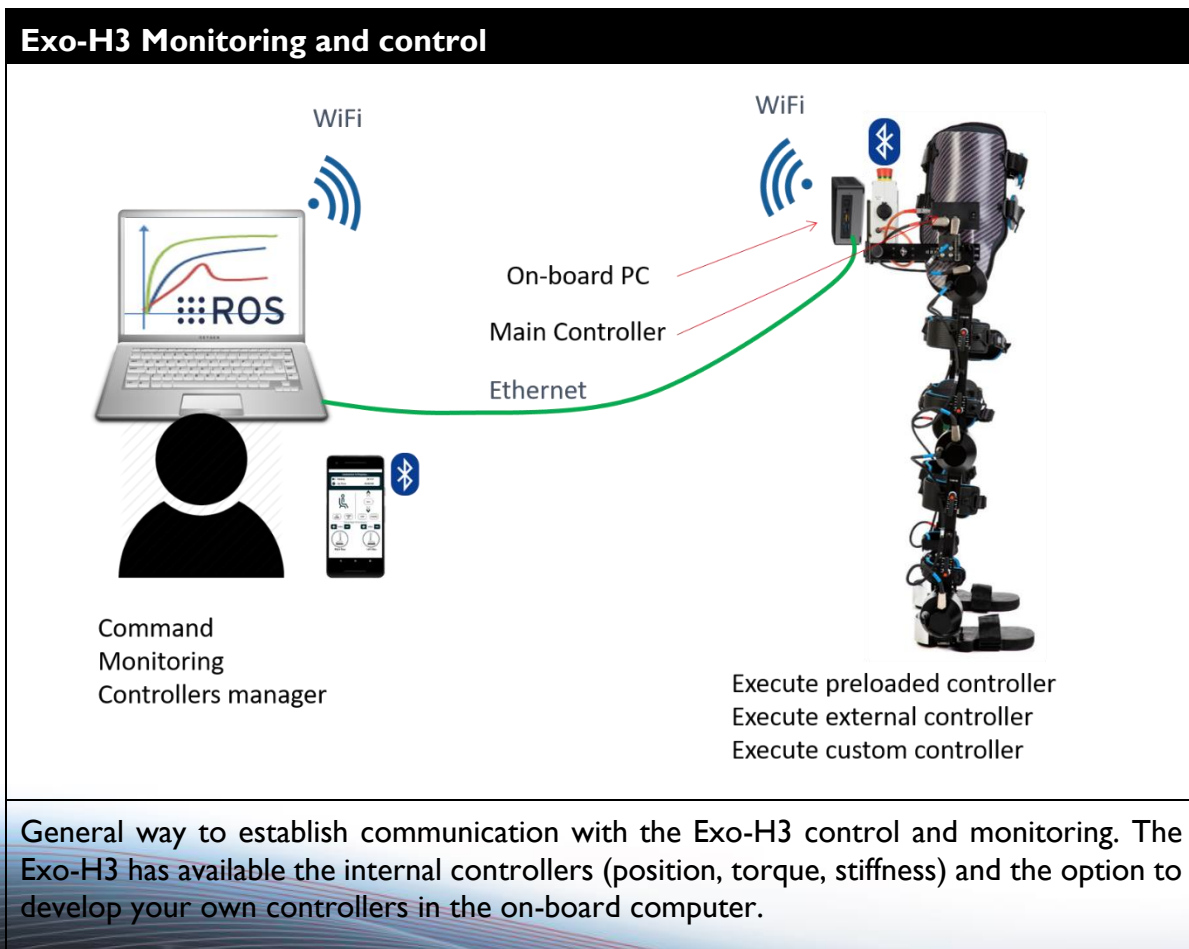 Exo-H3 Monitoring and control
WiFi
WiFi
ROS
On-board PC
Main Controller
Ethernet
Command
Monitoring
Controllers manager
Execute preloaded controller
Execute external controller
Execute custom controller
General way to establish communication with the Exo-H3 control and monitoring. The
Exo-H3 has available the internal controllers (position, torque, stiffness) and the option to
develop your own controllers in the on-board computer.